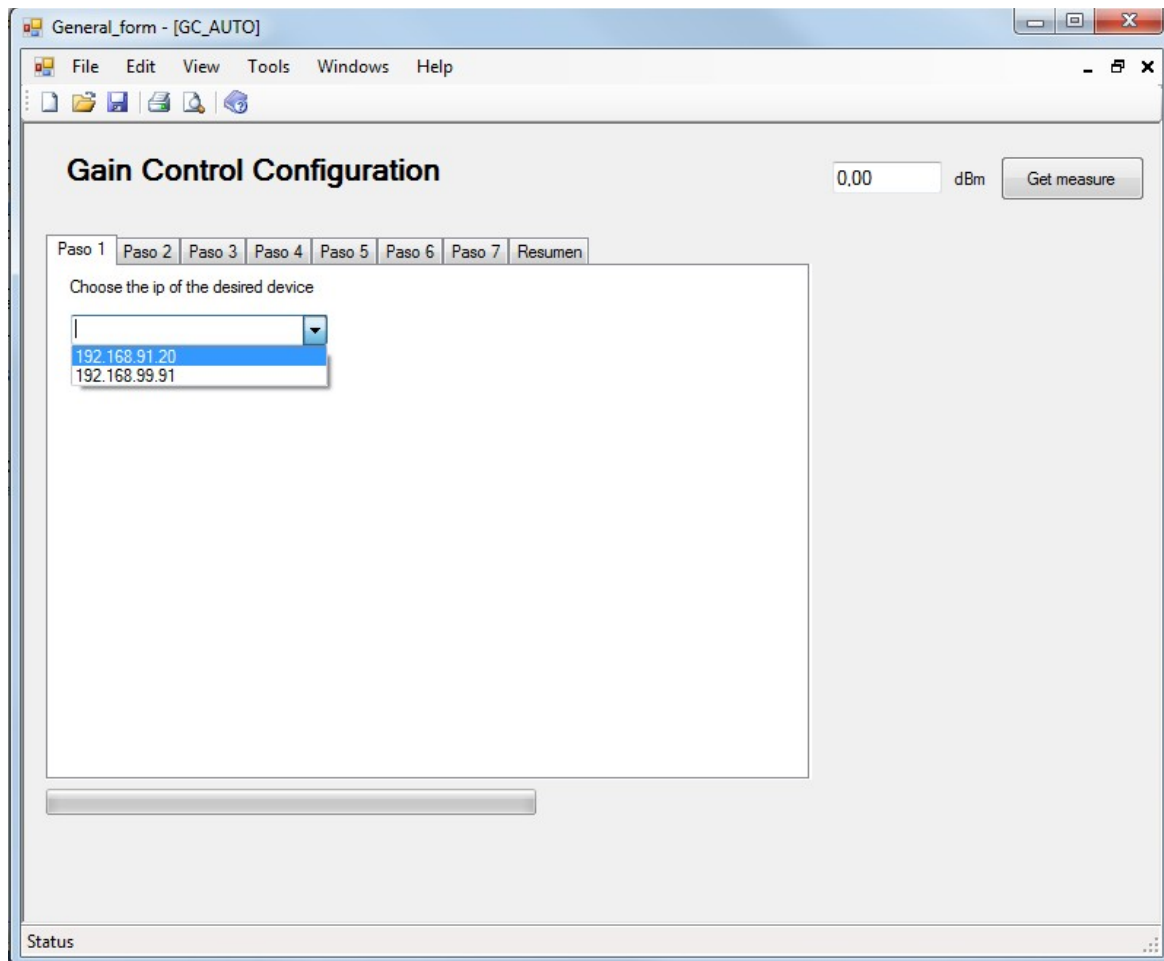 General_form - [GC_AUTO]
File Edit View Tools Windows Help
Gain Control Configuration
0,00 dBm Get measure
Paso 1 Paso 2 Paso 3 Paso 4 Paso 5 Paso 6 Paso 7 Resumen
Choose the ip of the desired device
192.168.91.20
192.168.99.91
Status